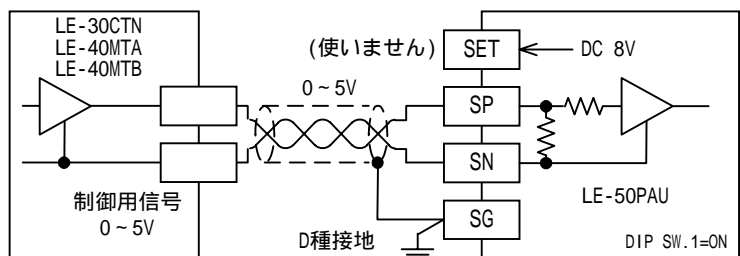 LE-30CTN
LE-40MTA
LE-40MTB
制御用信号
0~5V
0~5V
D種接地
(使いません)
SET
DC 8V
SP
SN
SG
LE-50PAU
DIP SW.1=ON